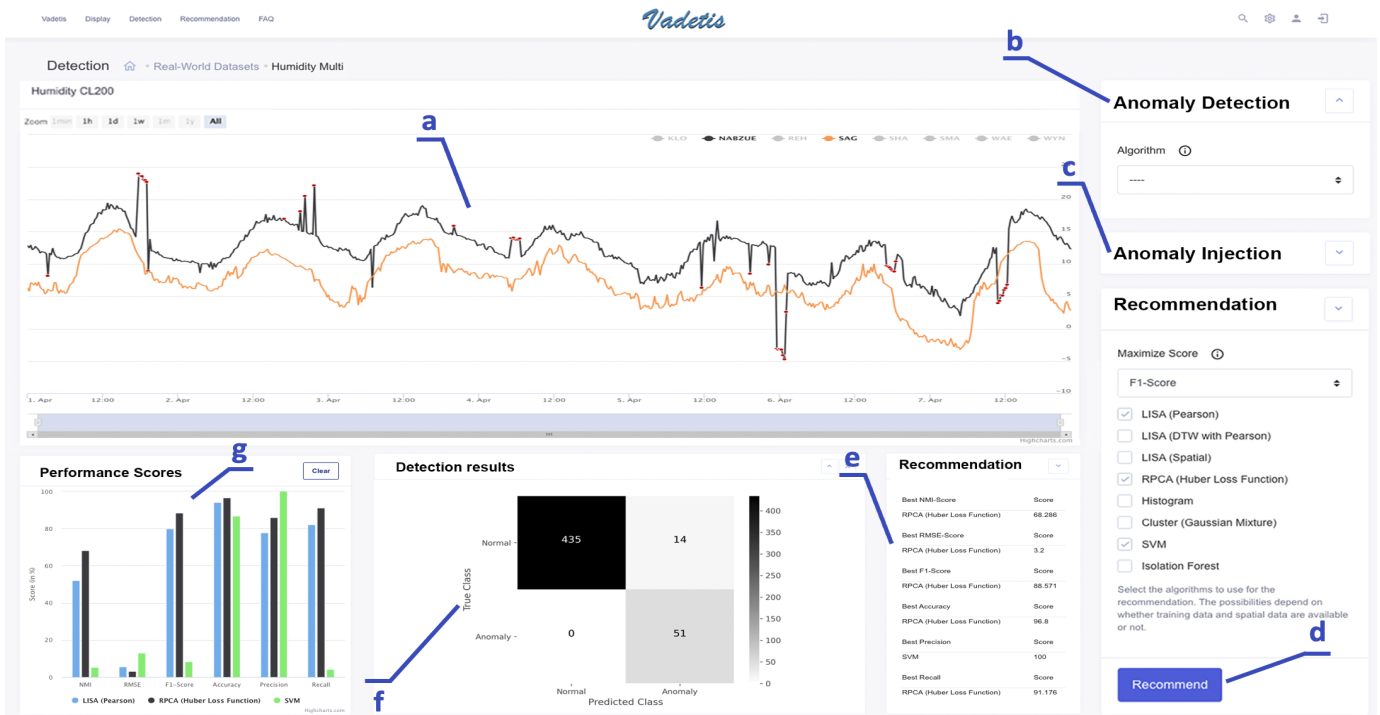 Vadetis Display Detection Recommendation FAQ
Vadetis
b
Detection • Real-World Datasets • Humidity Multi
Humidity CL200
Zoom 1min 1h 1d 1w 1m 1y All
a
KLO NABZUE REH SAG SHA SMA WAE WYN
20
15
10
5
0
−5
−10
1. Apr 12:00 2. Apr 12:00 3. Apr 12:00 4. Apr 12:00 5. Apr 12:00 6. Apr 12:00 7. Apr 12:00
Highcharts.com
Anomaly Detection
Algorithm
----
c
Anomaly Injection
Recommendation
Maximize Score
F1-Score
LISA (Pearson)
LISA (DTW with Pearson)
LISA (Spatial)
RPCA (Huber Loss Function)
Histogram
Cluster (Gaussian Mixture)
SVM
Isolation Forest
Select the algorithms to use for the
recommendation. The possibilities depend on
whether training data and spatial data are available
or not.
d
Recommend
g
Performance Scores
Clear
100
80
60
40
20
0
Score (in %)
NMI RMSE F1-Score Accuracy Precision Recall
LISA (Pearson) RPCA (Huber Loss Function) SVM
Highcharts.com
Detection results
True Class
Normal
435 14
Anomaly
0 51
Normal Anomaly
Predicted Class
400
350
300
250
200
150
100
50
0
f
e
Recommendation
Best NMI-Score Score
RPCA (Huber Loss Function) 68.286
Best RMSE-Score Score
RPCA (Huber Loss Function) 3.2
Best F1-Score Score
RPCA (Huber Loss Function) 88.571
Best Accuracy Score
RPCA (Huber Loss Function) 96.8
Best Precision Score
SVM 100
Best Recall Score
RPCA (Huber Loss Function) 91.176